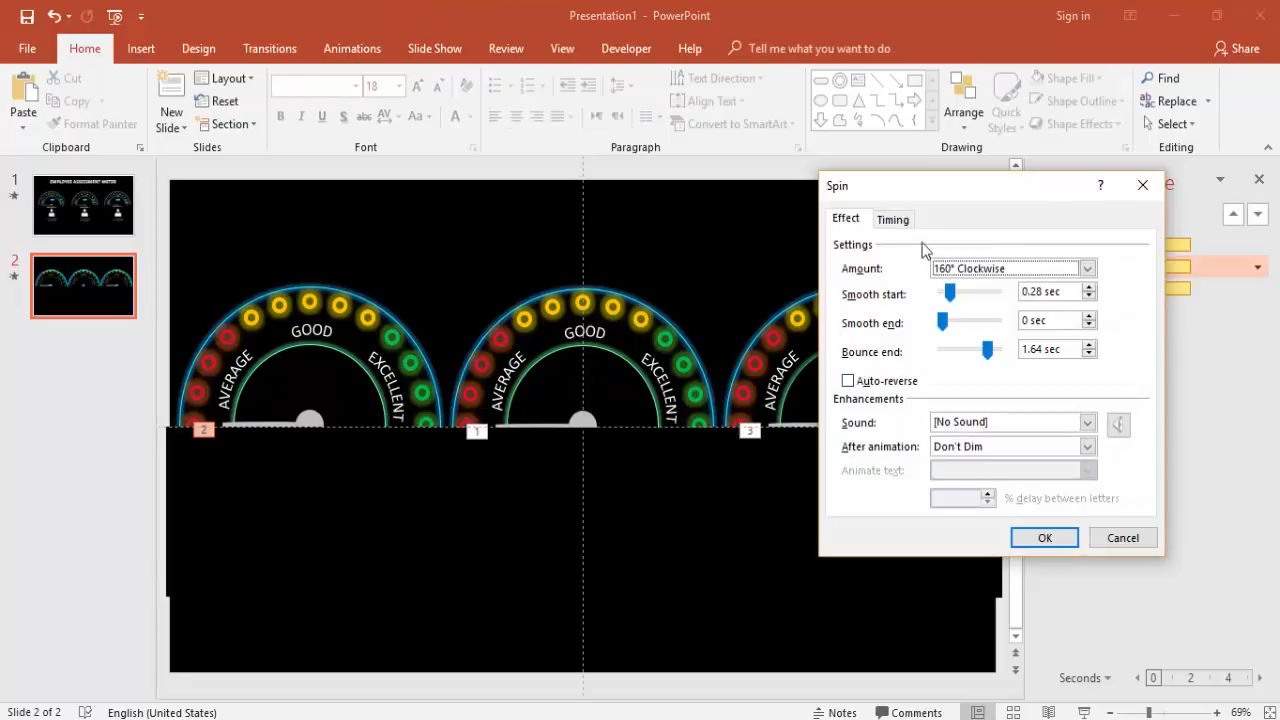 Presentation1 - PowerPoint
Sign in
File
Home
Insert
Design
Transitions
Animations
Slide Show
Review
View
Developer
Help
Tell me what you want to do
Share
Paste
Cut
Copy
Format Painter
Clipboard
New
Slide
Layout
Reset
Section
Slides
18
B
I
U
S
abc
AV
Aa
A
Font
Text Direction
Align Text
Convert to SmartArt
Paragraph
Arrange
Quick
Styles
Shape Fill
Shape Outline
Shape Effects
Drawing
Find
Replace
Select
Editing
1
EMPLOYEE ASSESSMENT METER
2
AVERAGE
GOOD
EXCELLENT
AVERAGE
GOOD
EXCELLENT
AVERAGE
2
1
3
Spin
?
e
Effect
Timing
Settings
Amount:
160° Clockwise
Smooth start:
0.28 sec
Smooth end:
0 sec
Bounce end:
1.64 sec
Auto-reverse
Enhancements
Sound:
[No Sound]
After animation:
Don't Dim
Animate text:
% delay between letters
OK
Cancel
Seconds
0
2
4
Slide 2 of 2
English (United States)
Notes
Comments
69%